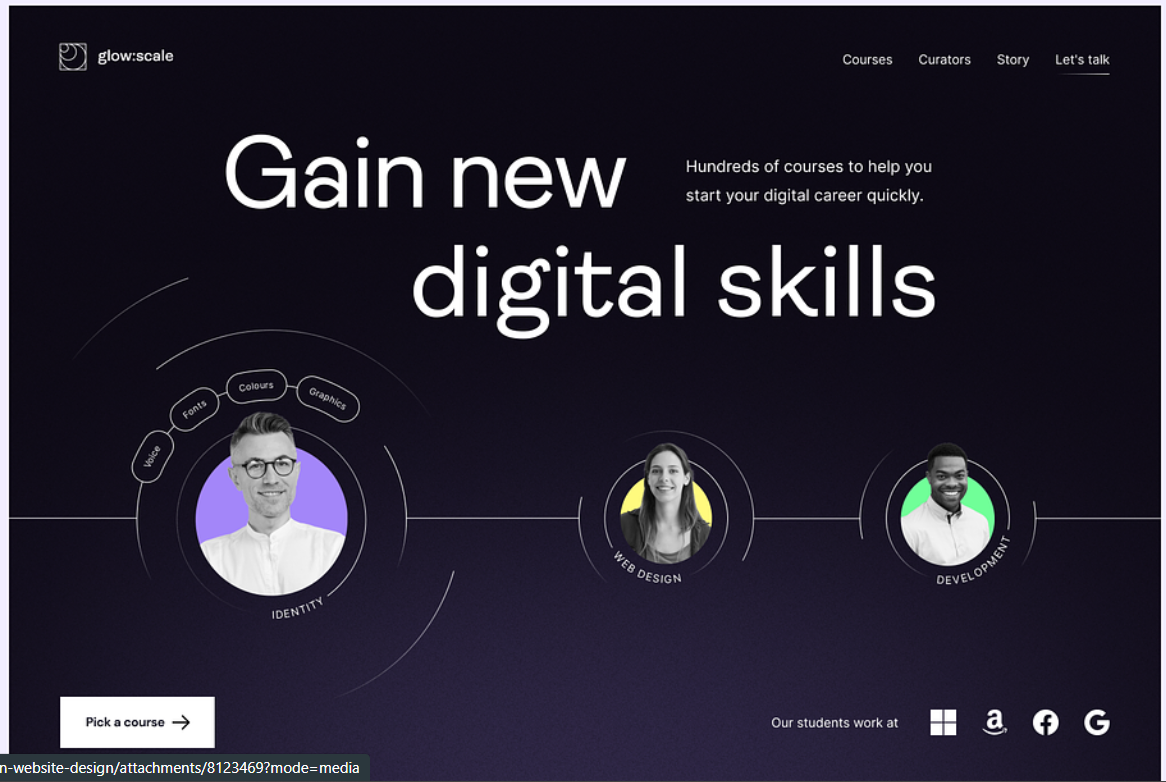 glow:scale
Courses
Curators
Story
Let's talk
Gain new
Hundreds of courses to help you
start your digital career quickly.
digital skills
Voice
Fonts
Colours
Graphics
IDENTITY
WEB DESIGN
DEVELOPMENT
Pick a course
Our students work at
n-website-design/attachments/8123469?mode=media